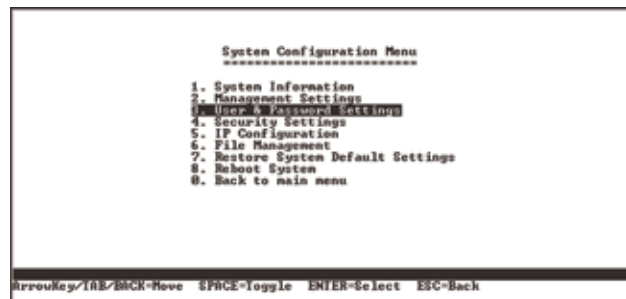 System Configuration Menu
=========================
1. System Information
2. Management Settings
3. User & Password Settings
4. Security Settings
5. IP Configuration
6. File Management
7. Restore System Default Settings
8. Reboot System
0. Back to main menu
ArrowKey/TAB/BACK=Move SPACE=Toggle ENTER=Select ESC=Back